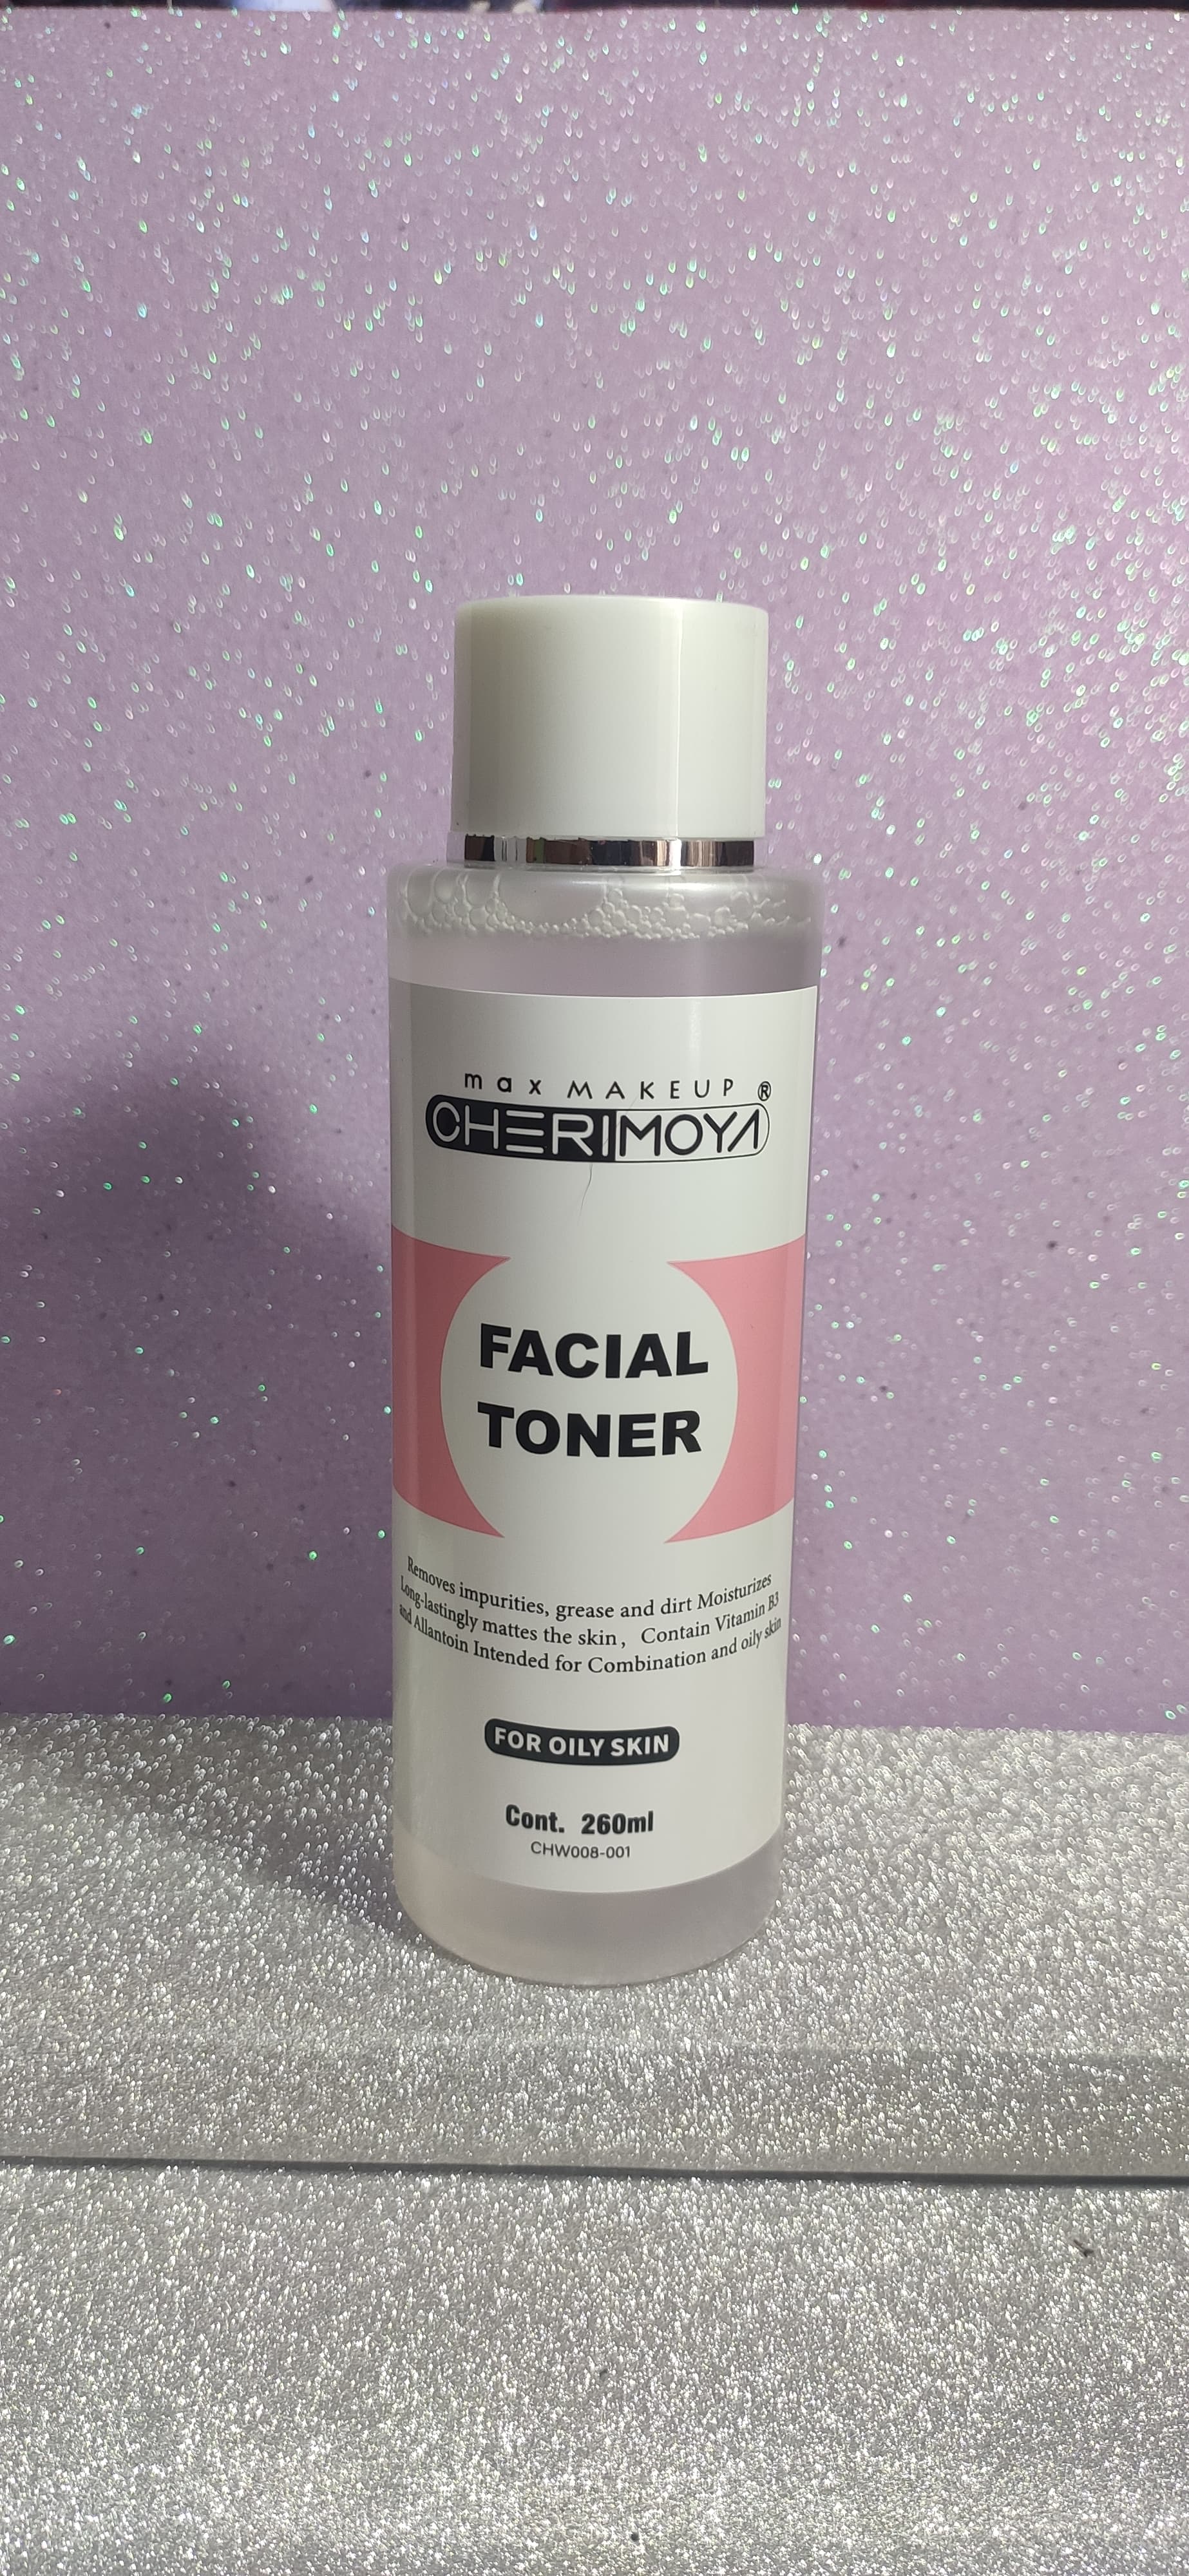 max MAKEUP ®
CHERIMOYA
FACIAL
TONER
Removes impurities, grease and dirt Moisturizes
Long-lastingly mattes the skin, Contain Vitamin B3
and Allantoin Intended for Combination and oily skin
FOR OILY SKIN
Cont. 260ml
CHW008-001